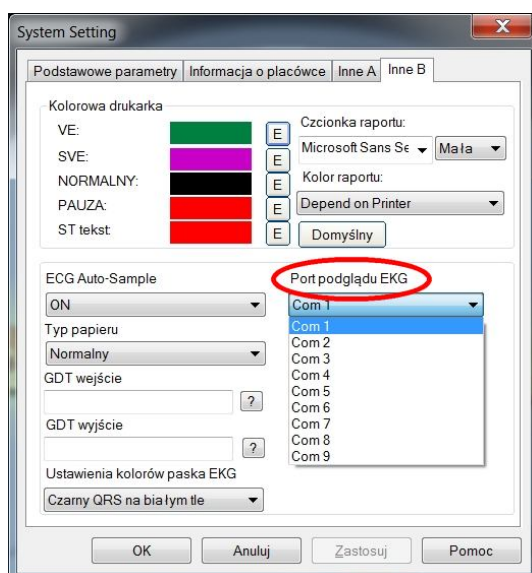 System Setting
X
Podstawowe parametry
Informacja o placówce
Inne A
Inne B
Kolorowa drukarka
VE:
E
SVE:
E
NORMALNY:
E
PAUZA:
E
ST tekst:
E
Czcionka raportu:
Microsoft Sans Se
Mała
Kolor raportu:
Depend on Printer
Domyślny
ECG Auto-Sample
ON
Typ papieru
Normalny
GDT wejście
?
GDT wyjście
?
Ustawienia kolorów paska EKG
Czarny QRS na białym tle
Port podglądu EKG
Com 1
Com 1
Com 2
Com 3
Com 4
Com 5
Com 6
Com 7
Com 8
Com 9
OK
Anuluj
Zastosuj
Pomoc